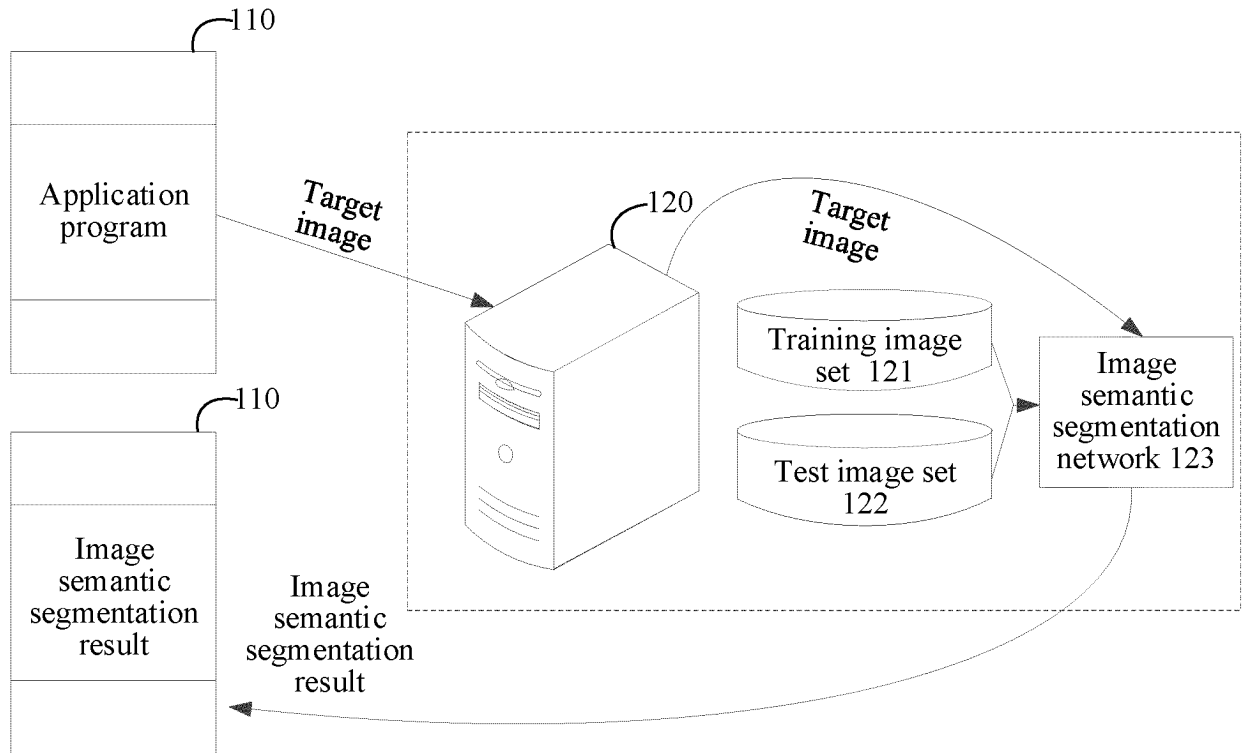 110
Application
program
Target
image
120
Target
image
Training image
set 121
Test image set
122
Image
semantic
segmentation
network 123
110
Image
semantic
segmentation
result
Image
semantic
segmentation
result